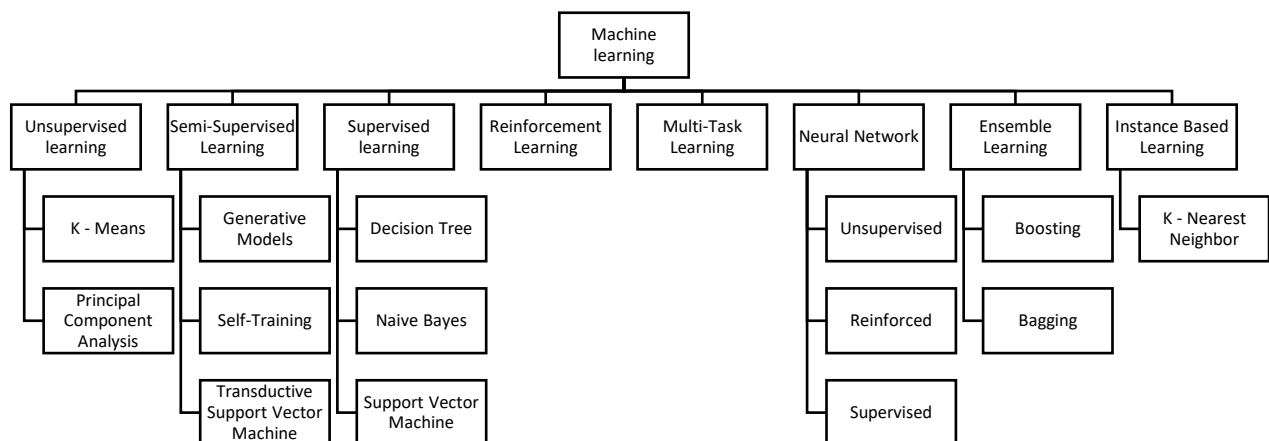 Machine
learning
Unsupervised
learning
Semi-Supervised
Learning
Supervised
learning
Reinforcement
Learning
Multi-Task
Learning
Neural Network
Ensemble
Learning
Instance Based
Learning
K - Means
Principal
Component
Analysis
Generative
Models
Self-Training
Transductive
Support Vector
Machine
Decision Tree
Naive Bayes
Support Vector
Machine
Unsupervised
Reinforced
Supervised
Boosting
Bagging
K - Nearest
Neighbor